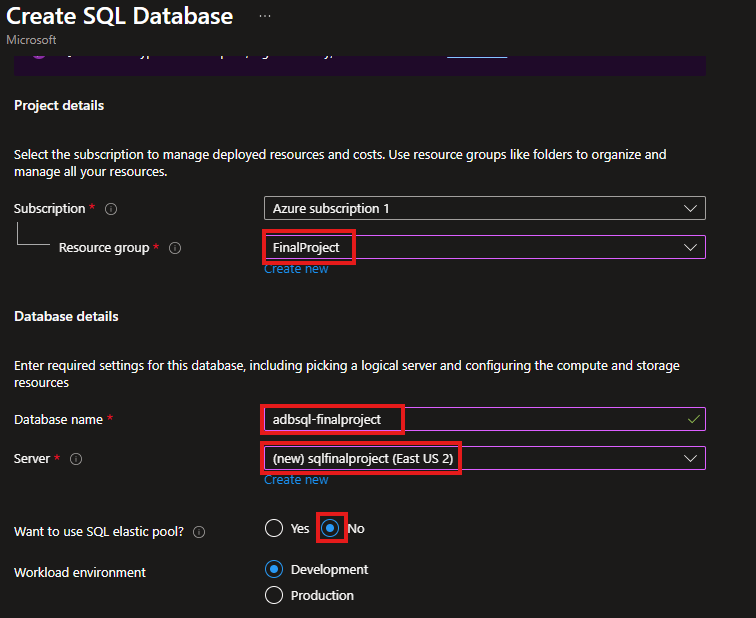 Create SQL Database ...
Microsoft
Project details
Select the subscription to manage deployed resources and costs. Use resource groups like folders to organize and
manage all your resources.
Subscription *
Azure subscription 1
Resource group *
FinalProject
Create new
Database details
Enter required settings for this database, including picking a logical server and configuring the compute and storage
resources
Database name *
adbsql-finalproject
Server *
(new) sqlfinalproject (East US 2)
Create new
Want to use SQL elastic pool?
Yes No
Workload environment
Development
Production